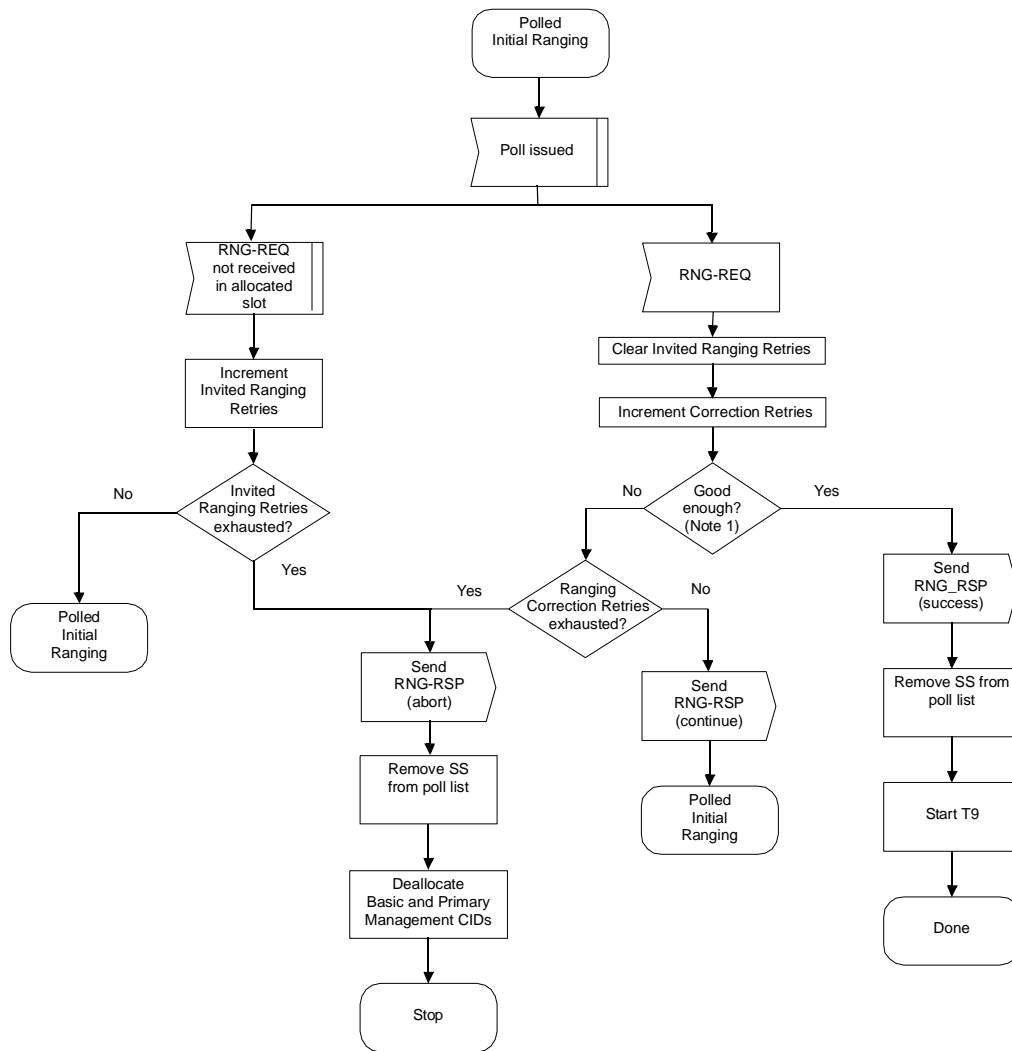 Polled
Initial Ranging
Poll issued
RNG-REQ
not received
in allocated
slot
RNG-REQ
Clear Invited Ranging Retries
Increment
Invited Ranging
Retries
Increment Correction Retries
No
Invited
Ranging Retries
exhausted?
No
Good
enough?
(Note 1)
Yes
Yes
Yes
Ranging
Correction Retries
exhausted?
No
Send
RNG_RSP
(success)
Polled
Initial
Ranging
Send
RNG-RSP
(abort)
Send
RNG-RSP
(continue)
Remove SS from
poll list
Remove SS
from poll list
Polled
Initial
Ranging
Start T9
Deallocate
Basic and Primary
Management CIDs
Done
Stop